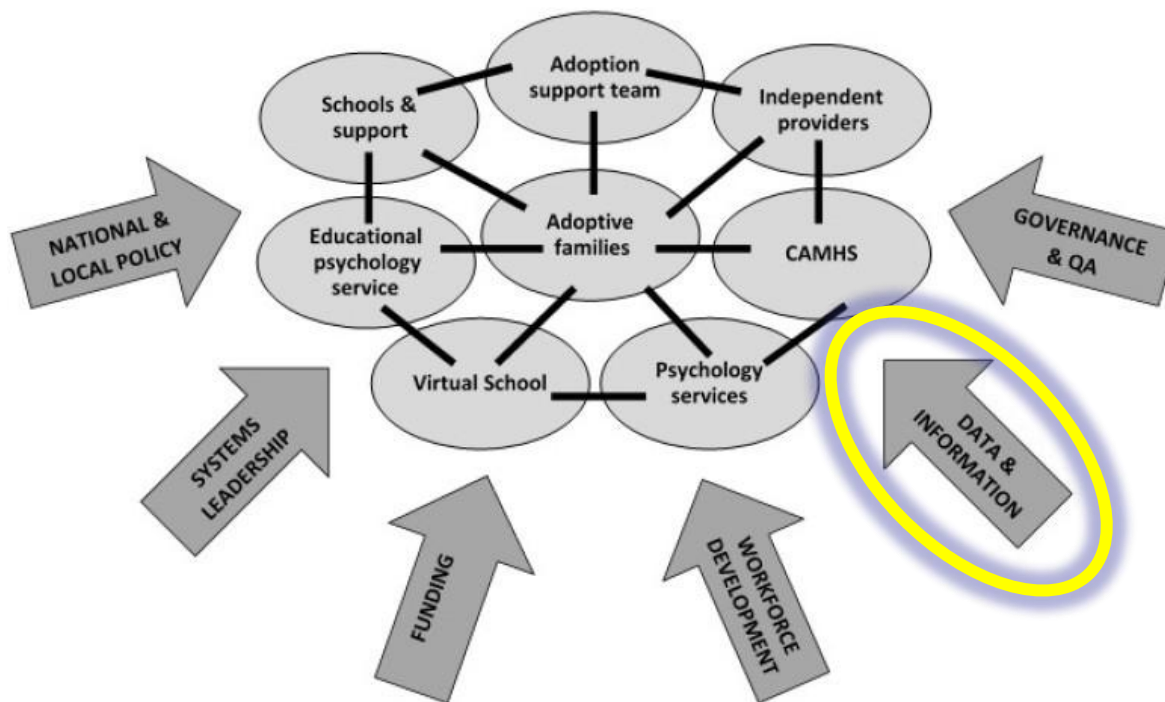 Adoption
support team
Schools &
support
Independent
providers
Adoptive
families
Educational
psychology
service
CAMHS
Virtual School
Psychology
services
NATIONAL &
LOCAL POLICY
GOVERNANCE
& QA
SYSTEMS
LEADERSHIP
DATA &
INFORMATION
FUNDING
WORKFORCE
DEVELOPMENT